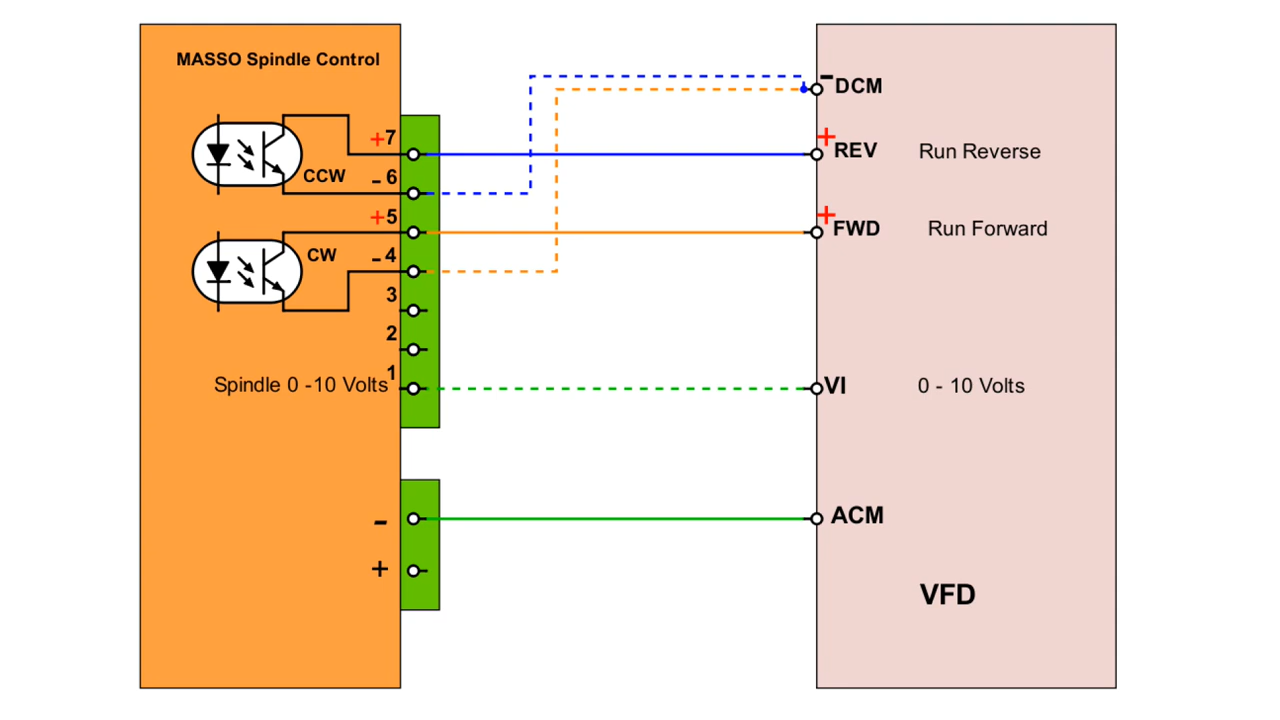 MASSO Spindle Control
+7
CCW
- 6
+5
CW
- 4
3
2
1
Spindle 0 -10 Volts
-
+
- DCM
+
REV
Run Reverse
+
FWD
Run Forward
VI
0 - 10 Volts
ACM
VFD